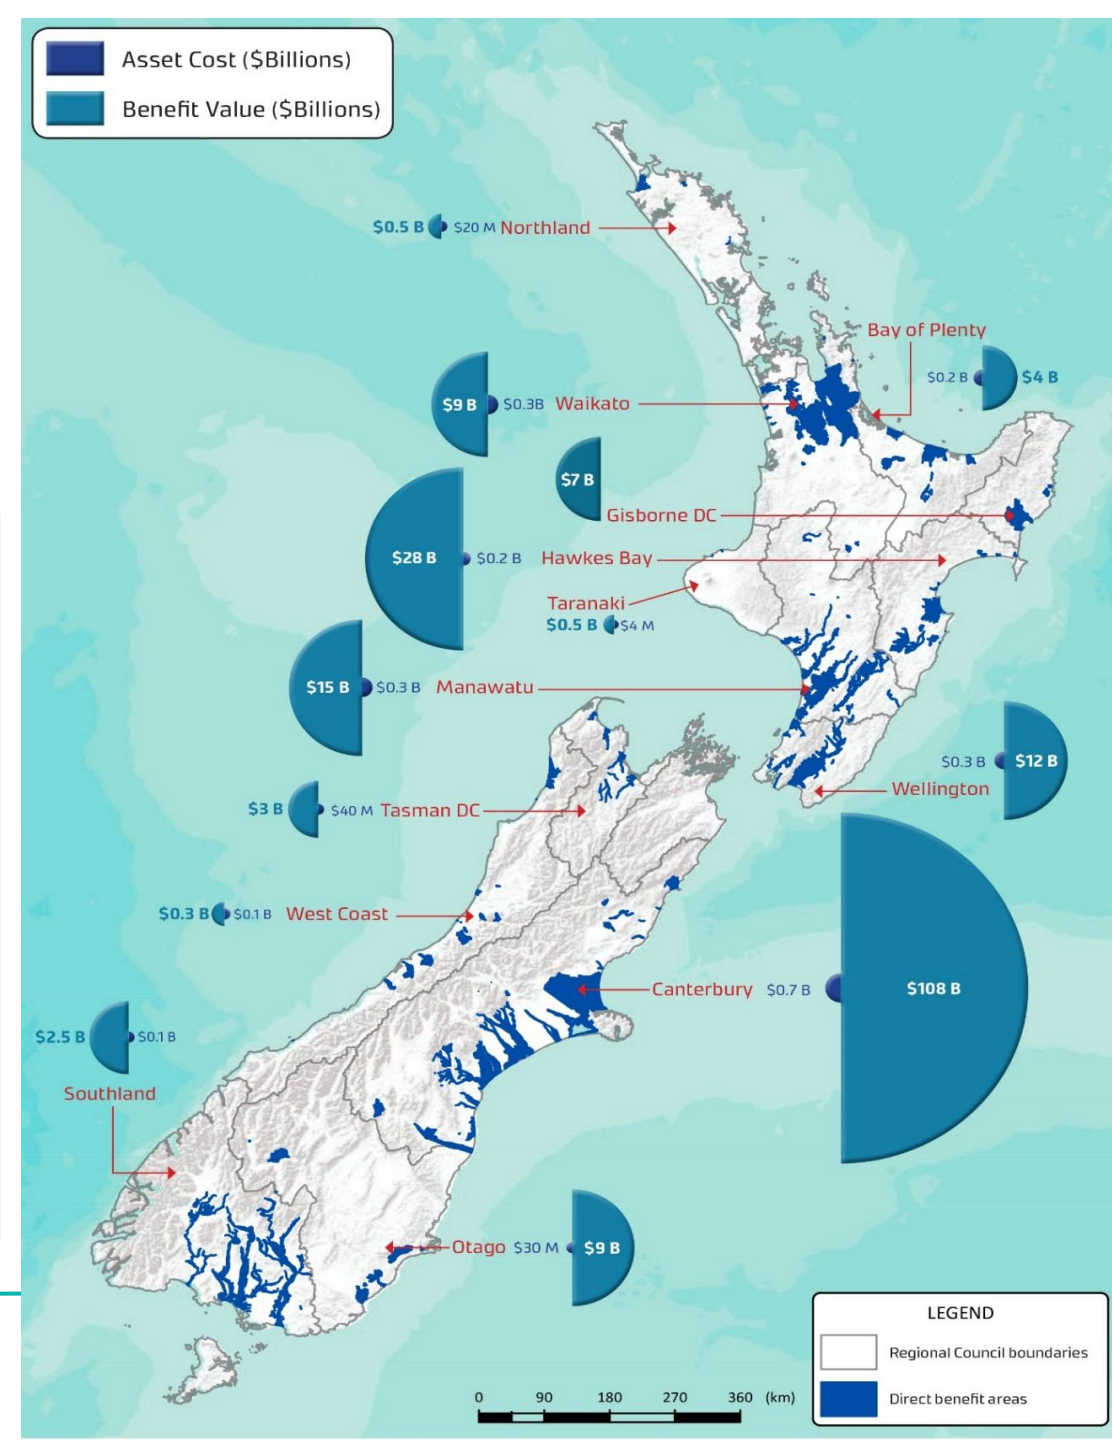 Asset Cost ($Billions)
Benefit Value ($Billions)
$0.5 B $20 M Northland
Bay of Plenty
$0.2 B $4 B
$9 B $0.3B Waikato
$7 B
Gisborne DC
$28 B $0.2 B Hawkes Bay
Taranaki
$0.5 B $4 M
$15 B $0.3 B Manawatu
$0.3 B $12 B
Wellington
$3 B $40 M Tasman DC
$0.3 B $0.1 B West Coast
Canterbury $0.7 B $108 B
$2.5 B $0.1 B
Southland
Otago $30 M $9 B
LEGEND
Regional Council boundaries
Direct benefit areas
0 90 180 270 360 (km)